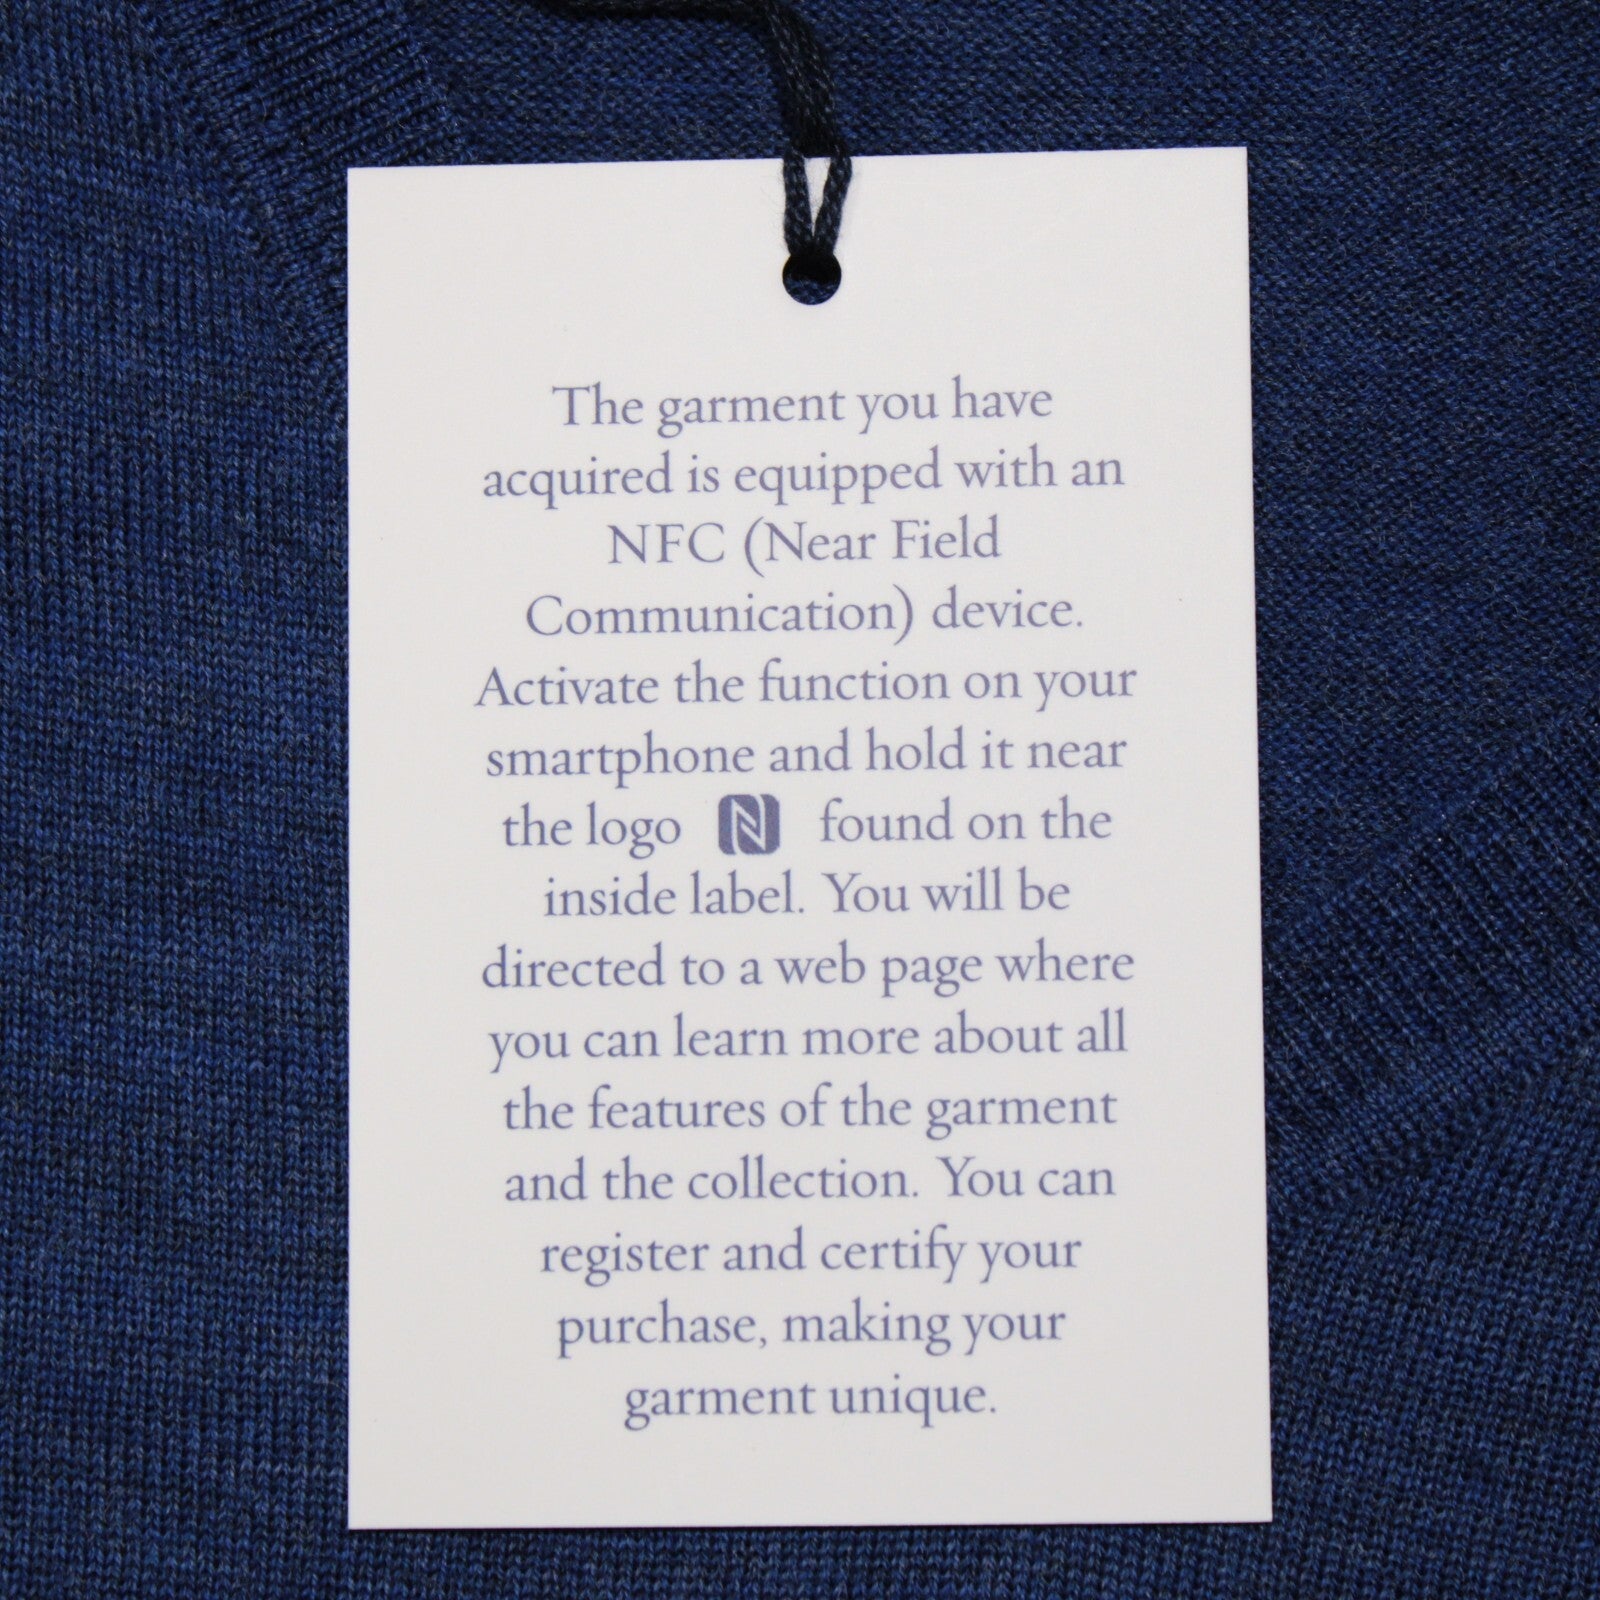 The garment you have
acquired is equipped with an
NFC (Near Field
Communication) device.
Activate the function on your
smartphone and hold it near
the logo N found on the
inside label. You will be
directed to a web page where
you can learn more about all
the features of the garment
and the collection. You can
register and certify your
purchase, making your
garment unique.